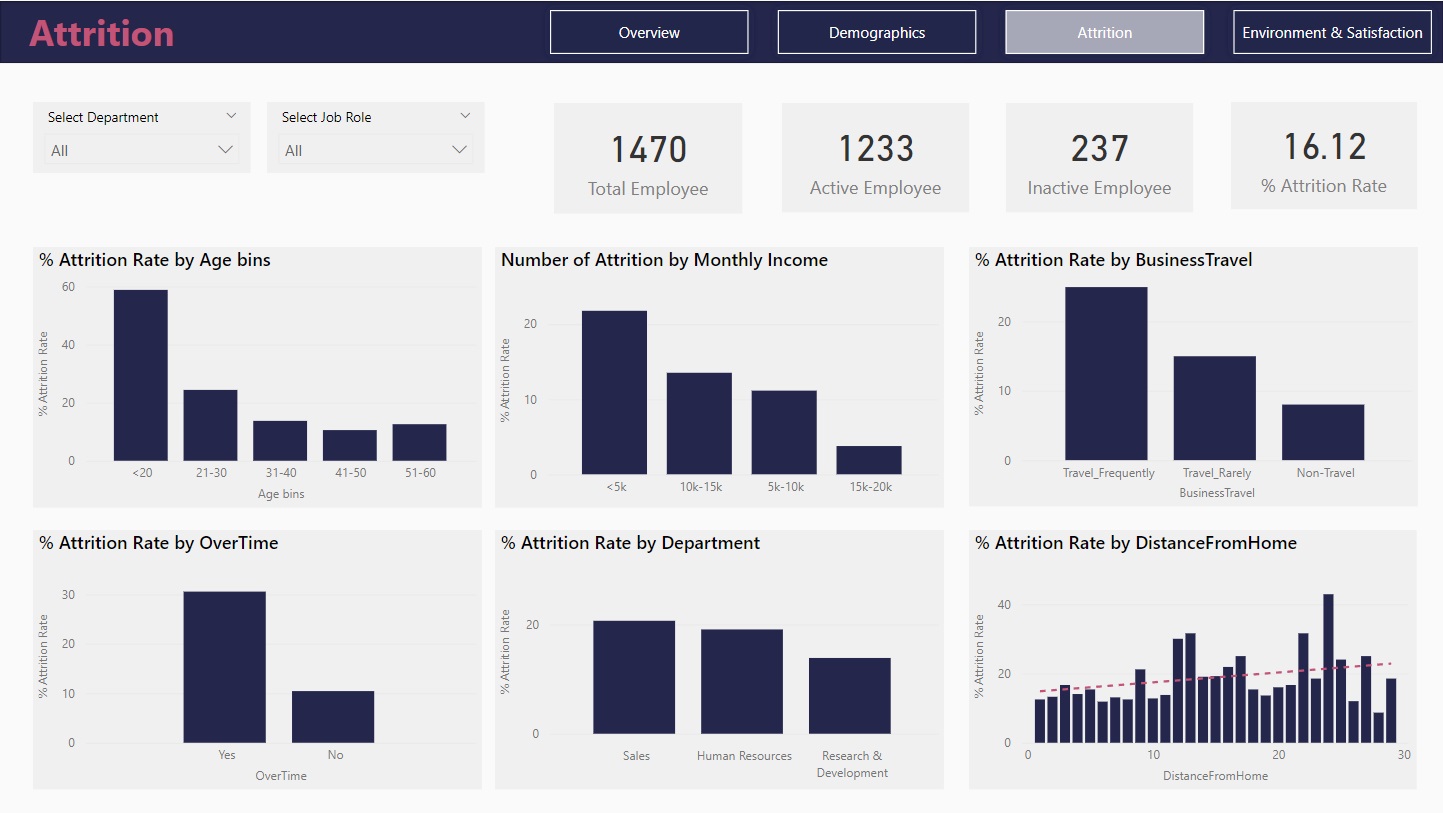 Attrition
Overview
Demographics
Attrition
Environment & Satisfaction
Select Department
All
Select Job Role
All
1470
Total Employee
1233
Active Employee
237
Inactive Employee
16.12
% Attrition Rate
% Attrition Rate by Age bins
% Attrition Rate
60
40
20
0
<20
21-30
31-40
41-50
51-60
Age bins
Number of Attrition by Monthly Income
% Attrition Rate
20
10
0
<5k
10k-15k
5k-10k
15k-20k
% Attrition Rate by BusinessTravel
% Attrition Rate
20
10
0
Travel_Frequently
Travel_Rarely
Non-Travel
BusinessTravel
% Attrition Rate by OverTime
% Attrition Rate
30
20
10
0
Yes
No
OverTime
% Attrition Rate by Department
% Attrition Rate
20
0
Sales
Human Resources
Research &
Development
% Attrition Rate by DistanceFromHome
% Attrition Rate
40
20
0
0
10
20
30
DistanceFromHome